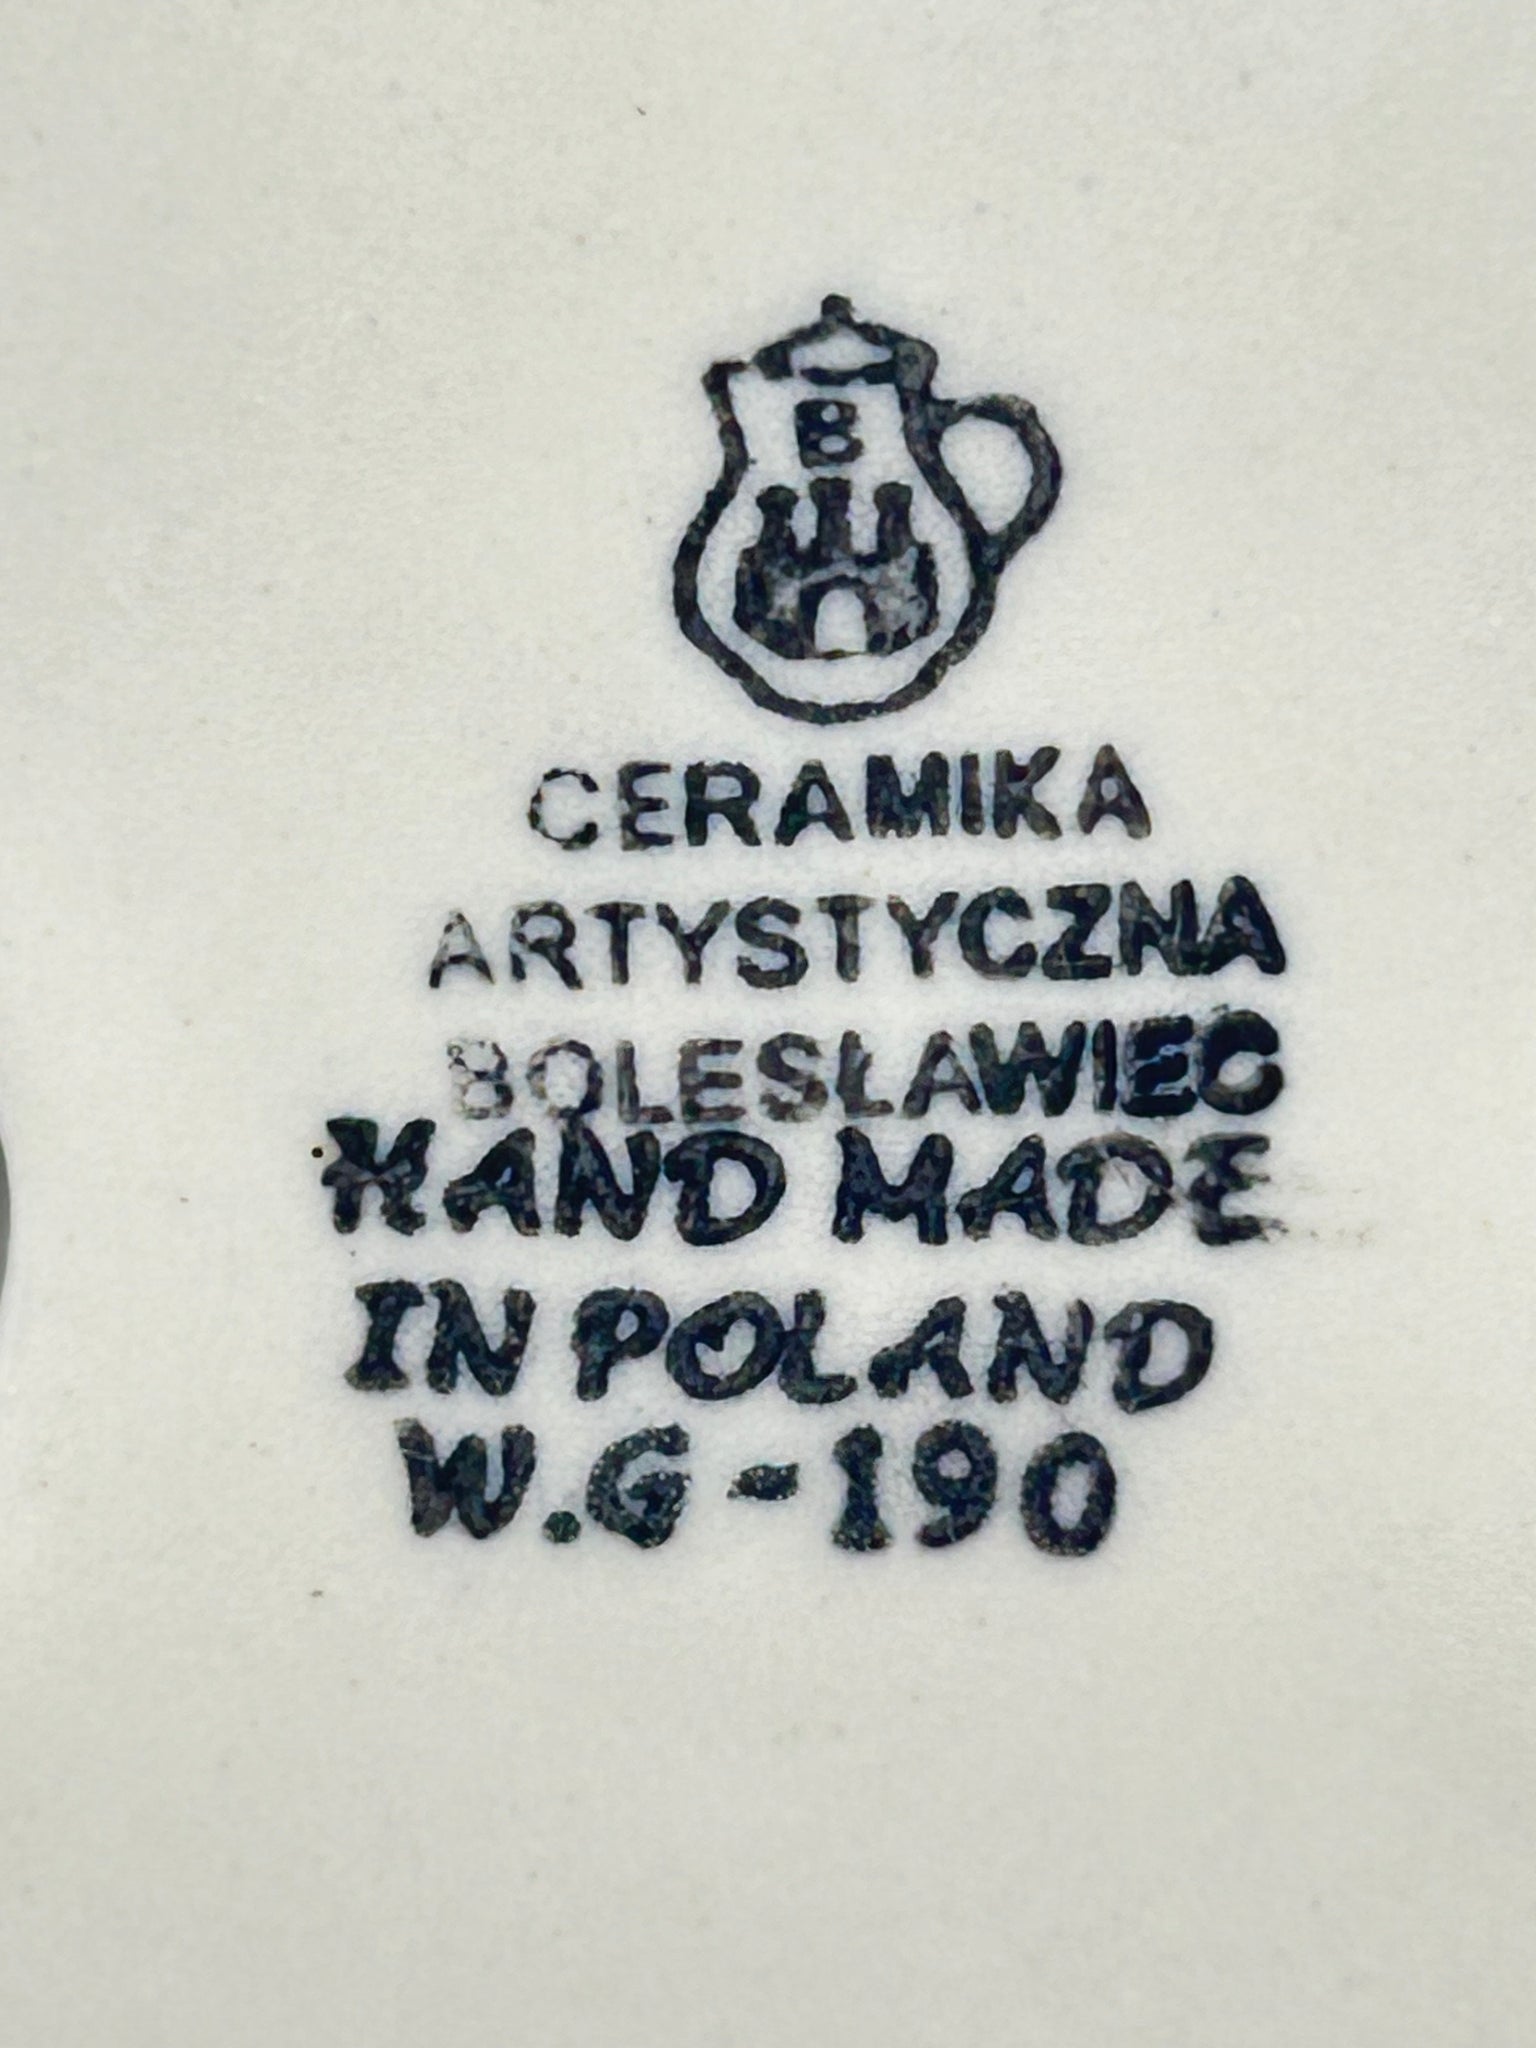 B
CERAMIKA
ARTYSTYCZNA
BOLESŁAWIEC
HAND MADE
IN POLAND
W.G-190